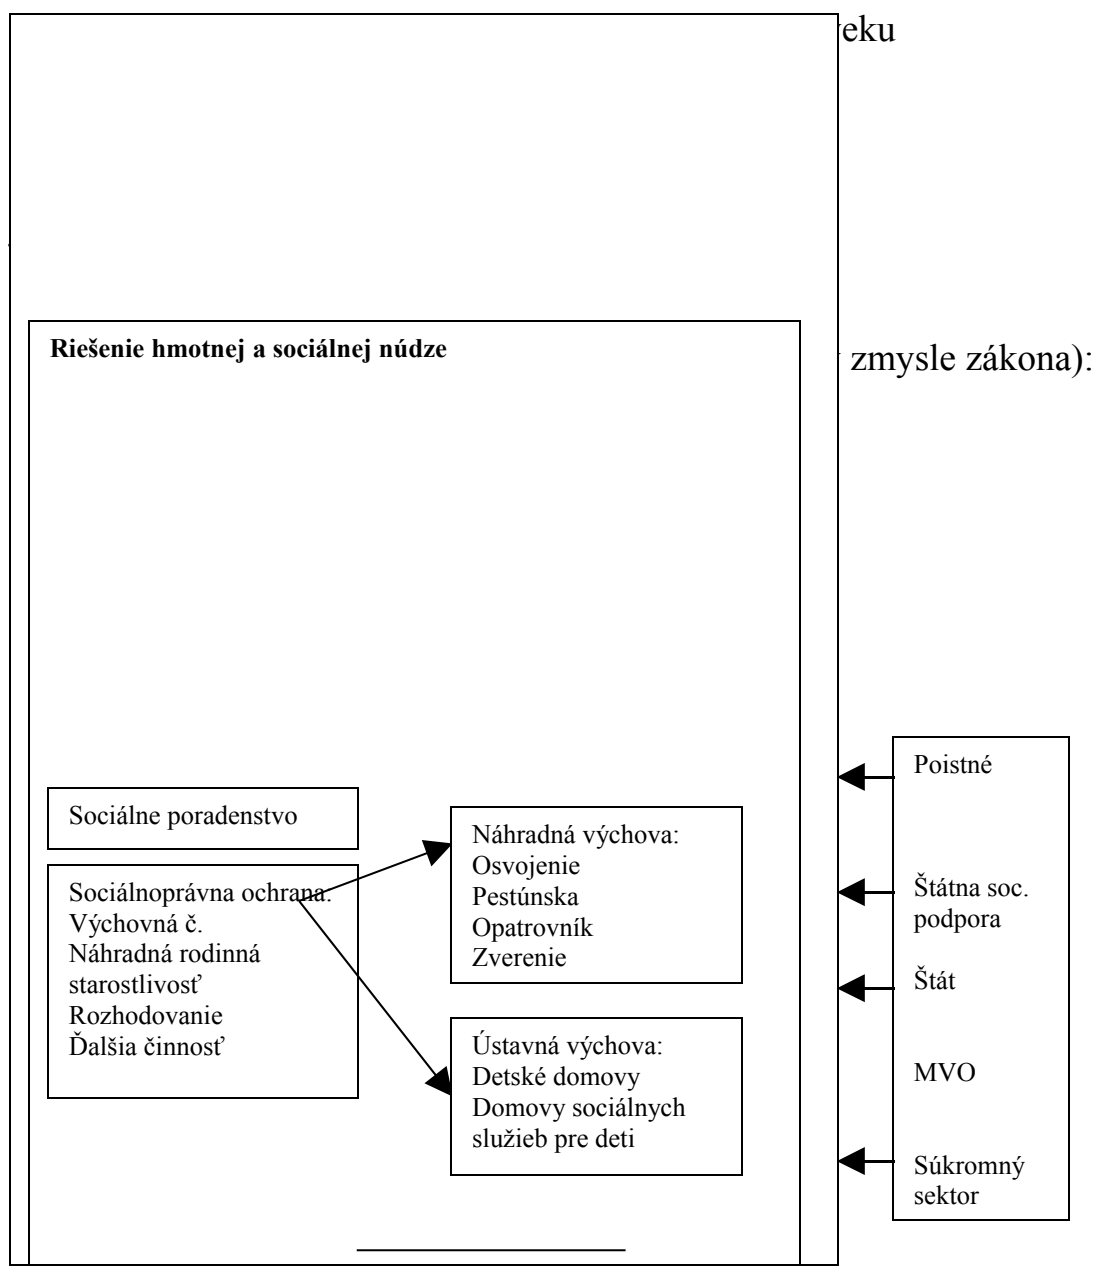 eku
Riešenie hmotnej a sociálnej núdze
zmysle zákona):
Sociálne poradenstvo
Sociálnoprávna ochrana:
Výchovná č.
Náhradná rodinná
starostlivosť
Rozhodovanie
Ďalšia činnosť
Náhradná výchova:
Osvojenie
Pestúnska
Opatrovník
Zverenie
Ústavná výchova:
Detské domovy
Domovy sociálnych
služieb pre deti
Poistné
Štátna soc.
podpora
Štát
MVO
Súkromný
sektor